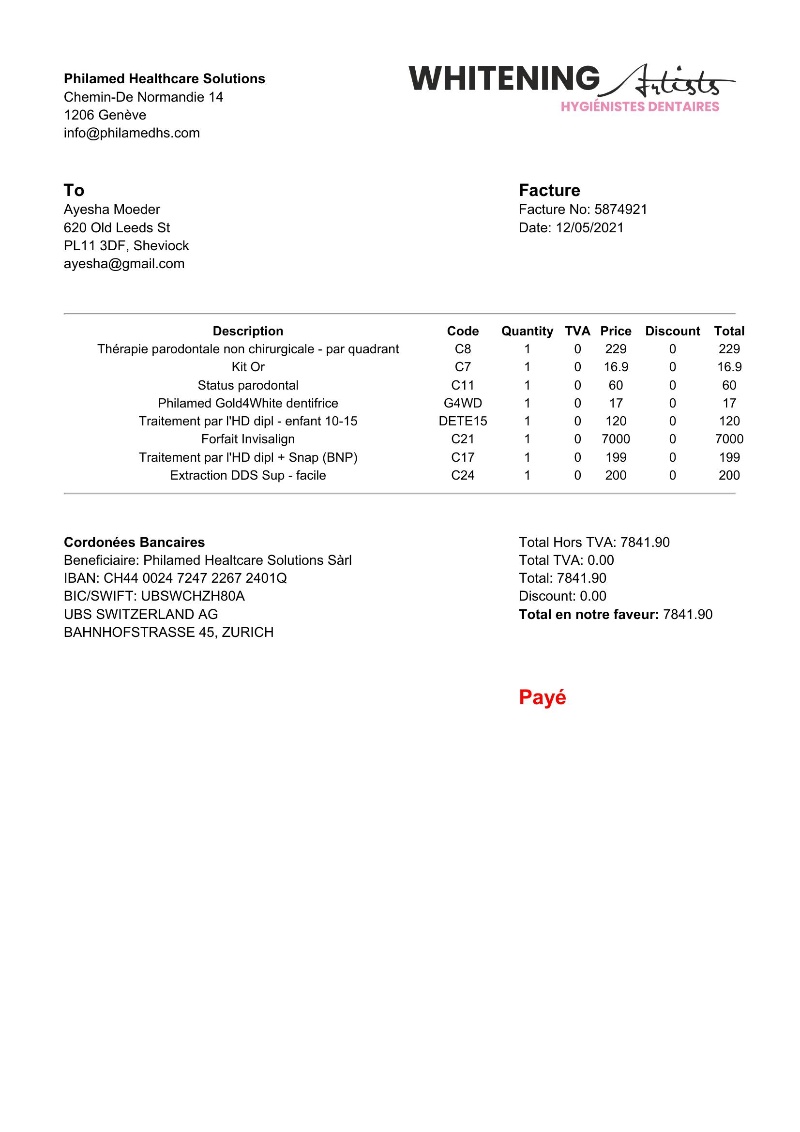 Philamed Healthcare Solutions
Chemin-De Normandie 14
1206 Genève
info@philamedhs.com
WHITENING Artists
HYGIÉNISTES DENTAIRES
To
Ayesha Moeder
620 Old Leeds St
PL11 3DF, Sheviock
ayesha@gmail.com
Facture
Facture No: 5874921
Date: 12/05/2021
Description Code Quantity TVA Price Discount Total
Thérapie parodontale non chirurgicale - par quadrant C8 1 0 229 0 229
Kit Or C7 1 0 16.9 0 16.9
Status parodontal C11 1 0 60 0 60
Philamed Gold4White dentifrice G4WD 1 0 17 0 17
Traitement par l'HD dipl - enfant 10-15 DETE15 1 0 120 0 120
Forfait Invisalign C21 1 0 7000 0 7000
Traitement par l'HD dipl + Snap (BNP) C17 1 0 199 0 199
Extraction DDS Sup - facile C24 1 0 200 0 200
Cordonées Bancaires
Beneficiaire: Philamed Healtcare Solutions Sàrl
IBAN: CH44 0024 7247 2267 2401Q
BIC/SWIFT: UBSWCHZH80A
UBS SWITZERLAND AG
BAHNHOFSTRASSE 45, ZURICH
Total Hors TVA: 7841.90
Total TVA: 0.00
Total: 7841.90
Discount: 0.00
Total en notre faveur: 7841.90
Payé